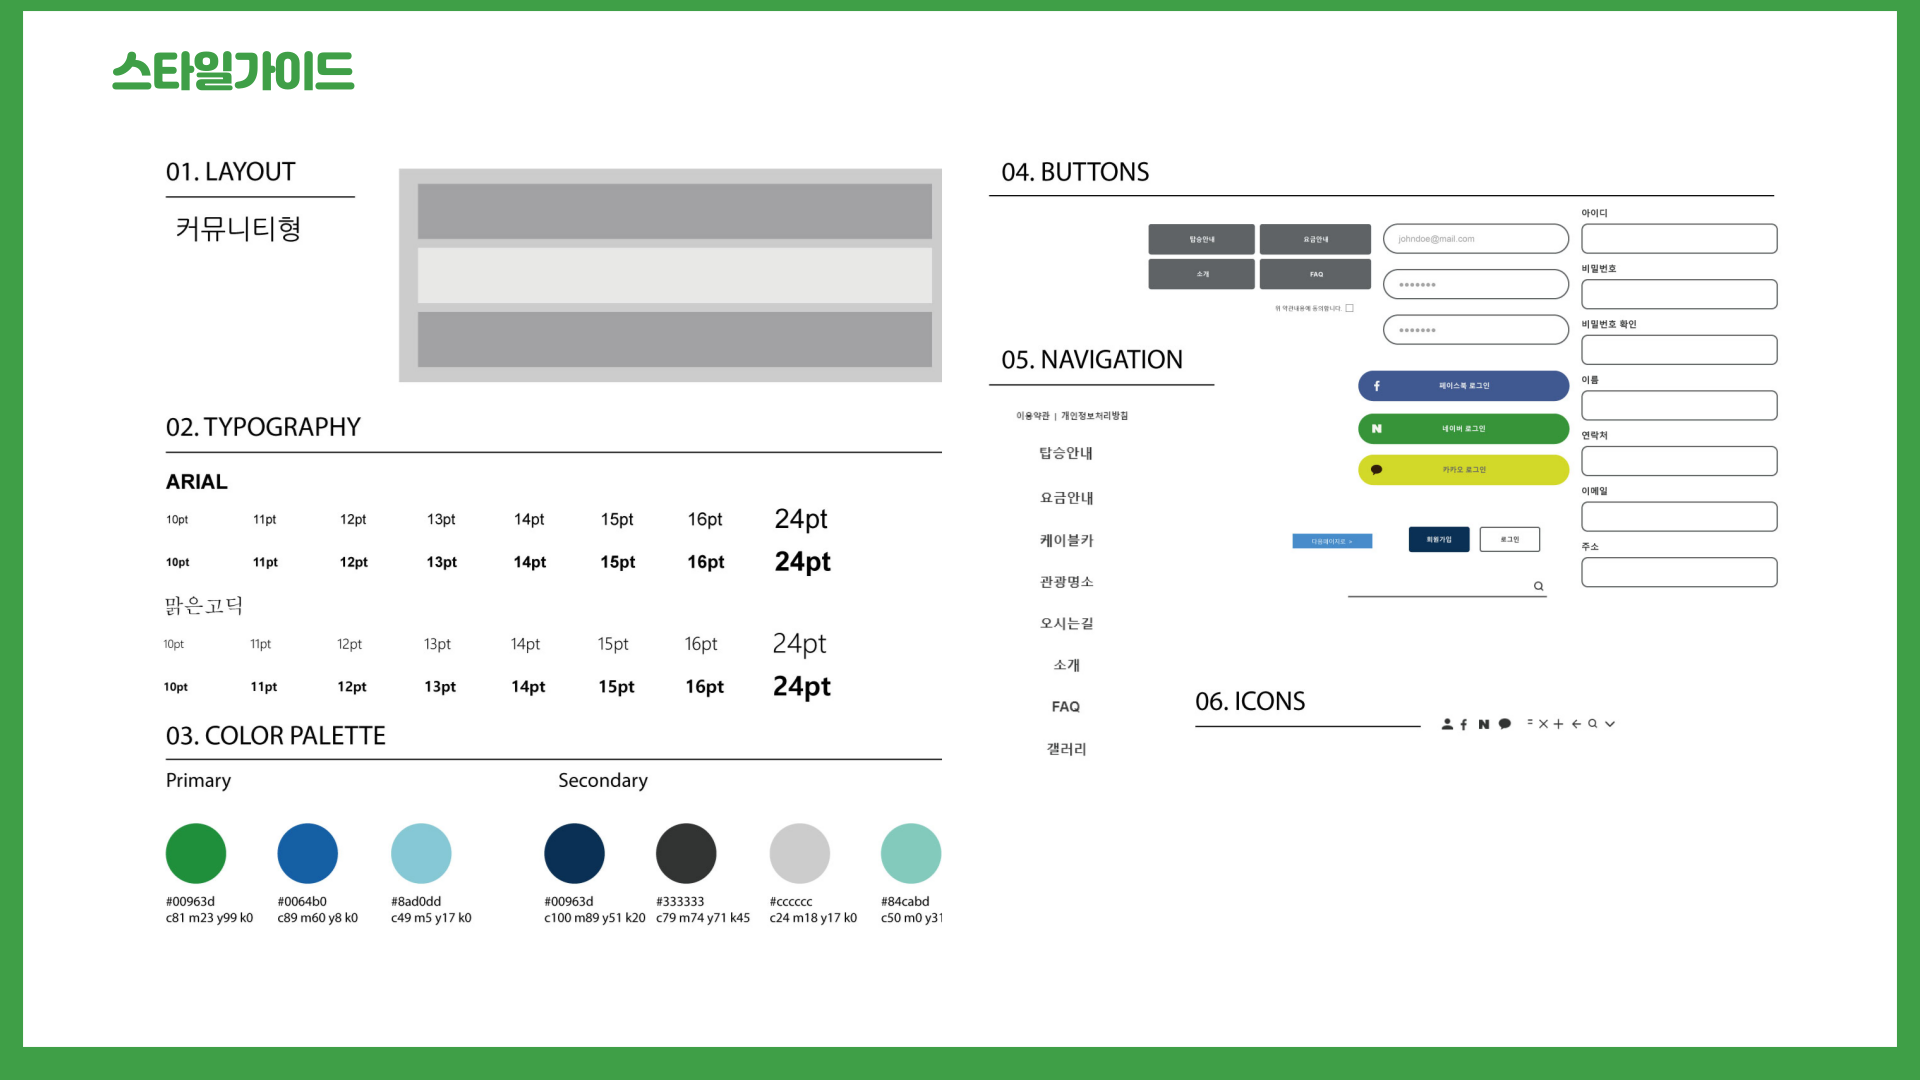 스타일가이드
01. LAYOUT
커뮤니티형
02. TYPOGRAPHY
ARIAL
10pt 11pt 12pt 13pt 14pt 15pt 16pt 24pt
10pt 11pt 12pt 13pt 14pt 15pt 16pt 24pt
맑은고딕
10pt 11pt 12pt 13pt 14pt 15pt 16pt 24pt
10pt 11pt 12pt 13pt 14pt 15pt 16pt 24pt
03. COLOR PALETTE
Primary Secondary
#00963d #0064b0 #8ad0dd #00963d #333333 #cccccc #84cabd
c81 m23 y99 k0 c89 m60 y8 k0 c49 m5 y17 k0 c100 m89 y51 k20 c79 m74 y71 k45 c24 m18 y17 k0 c50 m0 y31
04. BUTTONS
탑승안내 요금안내
소개 FAQ
위 약관내용에 동의합니다.
johndoe@mail.com
페이스북 로그인
N 네이버 로그인
카카오 로그인
다음페이지로 >
회원가입 로그인
아이디
비밀번호
비밀번호 확인
이름
연락처
이메일
주소
05. NAVIGATION
이용약관 | 개인정보처리방침
탑승안내
요금안내
케이블카
관광명소
오시는길
소개
FAQ
갤러리
06. ICONS